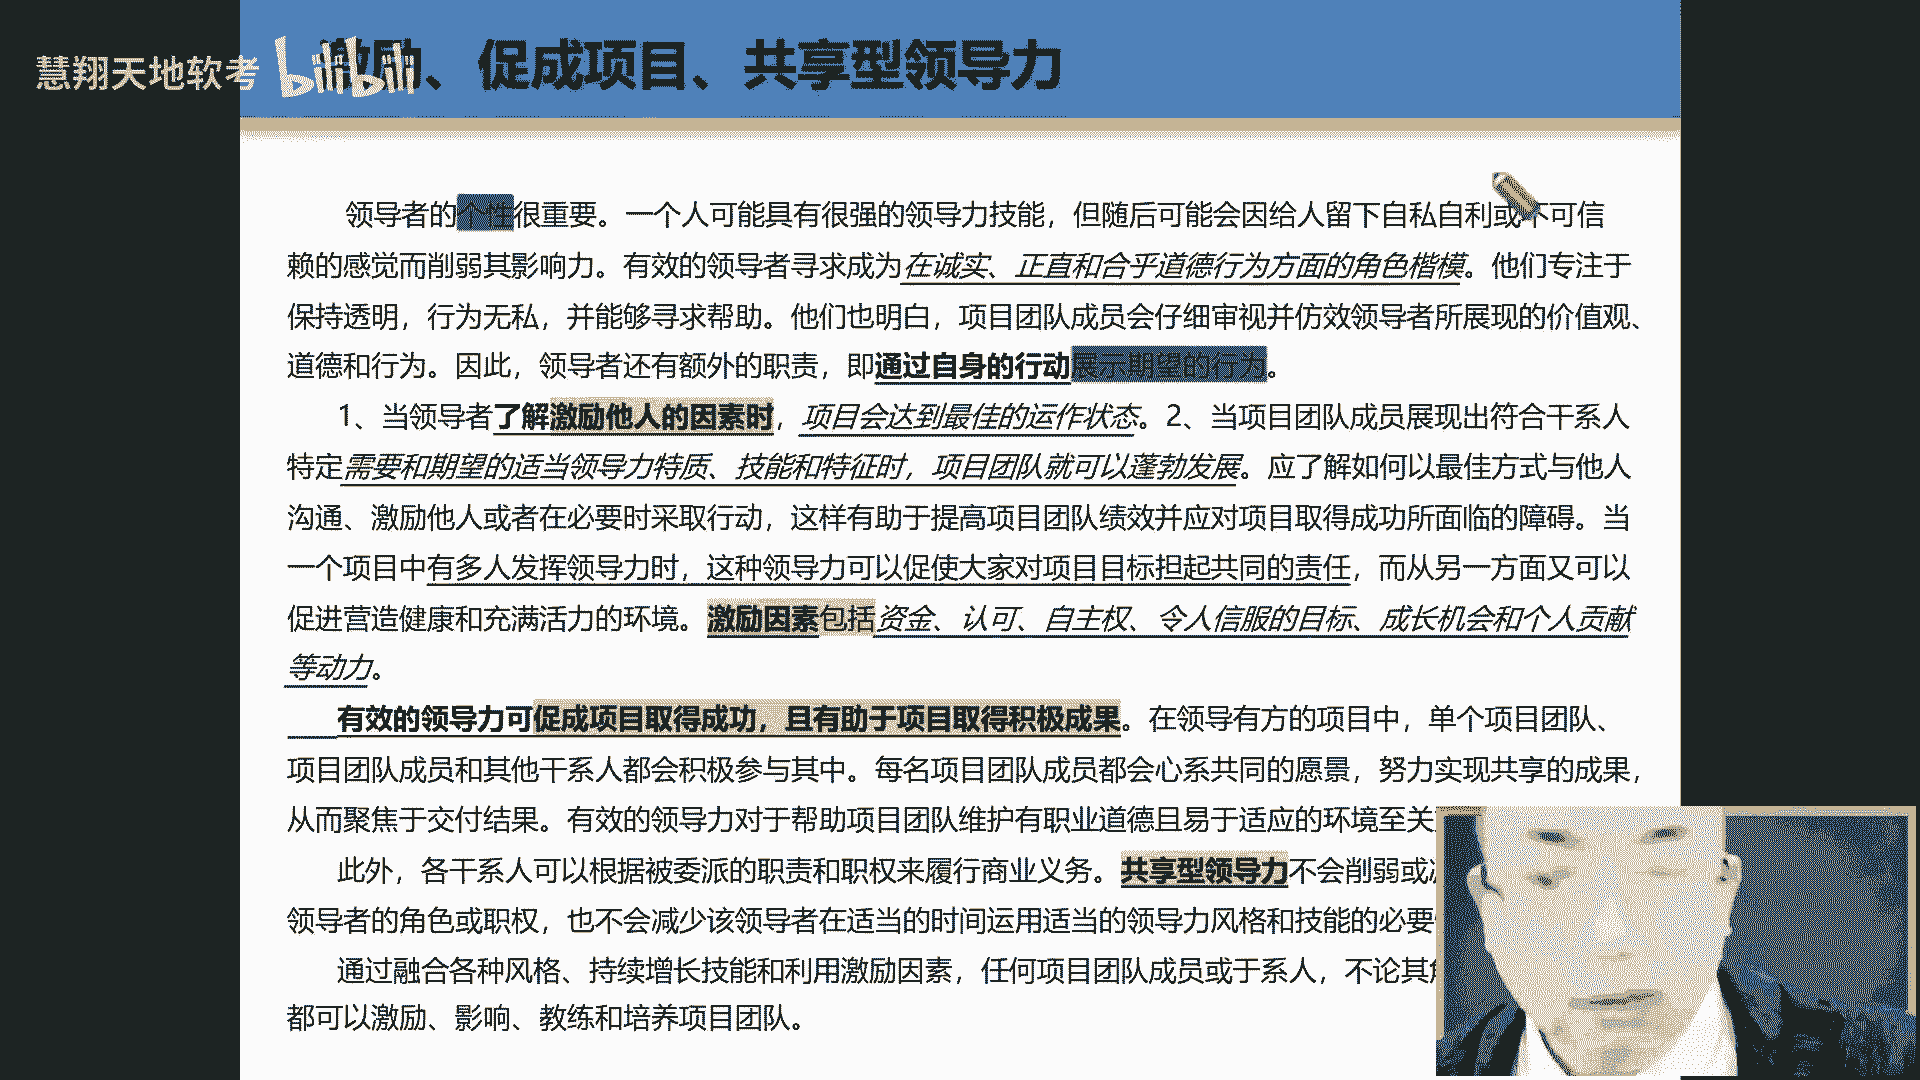 慧翔天地软考 bilibili
激励、促成项目、共享型领导力
领导者的个性很重要。一个人可能具有很强的领导力技能，但随后可能会因给人留下自私自利或不可信
赖的感觉而削弱其影响力。有效的领导者寻求成为在诚实、正直和合乎道德行为方面的角色楷模。他们专注于
保持透明，行为无私，并能够寻求帮助。他们也明白，项目团队成员会仔细审视并仿效领导者所展现的价值观、
道德和行为。因此，领导者还有额外的职责，即通过自身的行动展示期望的行为。
1、当领导者了解激励他人的因素时，项目会达到最佳的运作状态。2、当项目团队成员展现出符合干系人
特定需要和期望的适当领导力特质、技能和特征时，项目团队就可以蓬勃发展。应了解如何以最佳方式与他人
沟通、激励他人或者在必要时采取行动，这样有助于提高项目团队绩效并应对项目取得成功所面临的障碍。当
一个项目中有多人发挥领导力时，这种领导力可以促使大家对项目目标担起共同的责任，而从另一方面又可以
促进营造健康和充满活力的环境。激励因素包括资金、认可、自主权、令人信服的目标、成长机会和个人贡献
等动力。
有效的领导力可促成项目取得成功，且有助于项目取得积极成果。在领导有方的项目中，单个项目团队、
项目团队成员和其他干系人都会积极参与其中。每名项目团队成员都会心系共同的愿景，努力实现共享的成果，
从而聚焦于交付结果。有效的领导力对于帮助项目团队维护有职业道德且易于适应的环境至关
此外，各干系人可以根据被委派的职责和职权来履行商业义务。共享型领导力不会削弱或
领导者的角色或职权，也不会减少该领导者在适当的时间运用适当的领导力风格和技能的必要
通过融合各种风格、持续增长技能和利用激励因素，任何项目团队成员或于系人，不论其
都可以激励、影响、教练和培养项目团队。